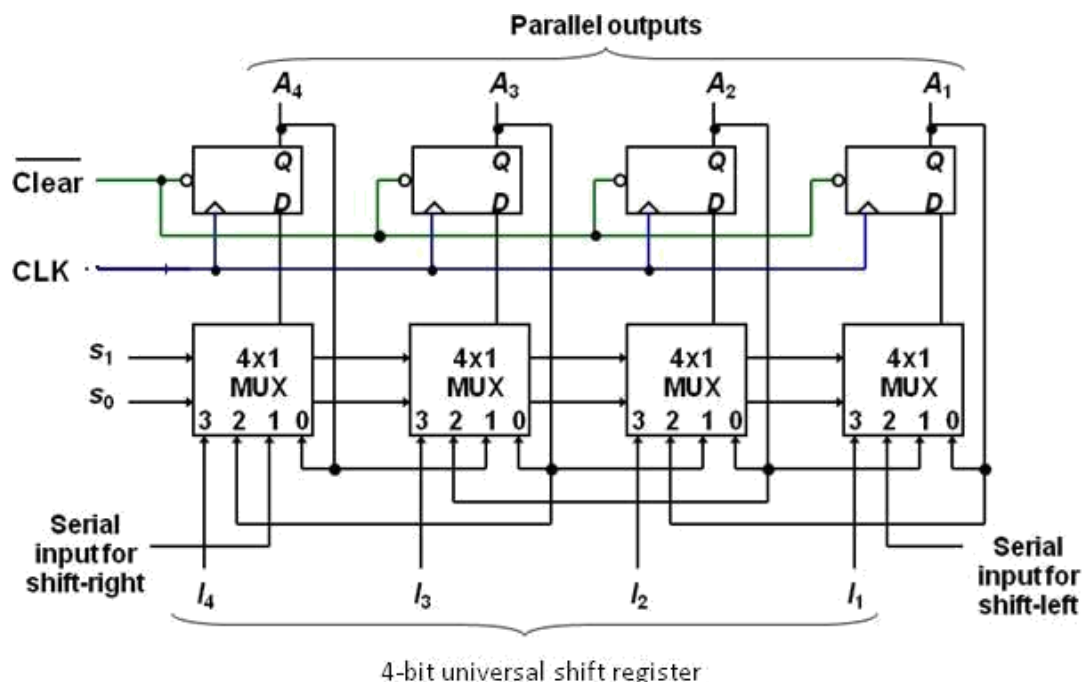 Parallel outputs
A4 A3 A2 A1
Q Q Q Q
Clear
D D D D
CLK
s1
s0
4x1 MUX
3 2 1 0
4x1 MUX
3 2 1 0
4x1 MUX
3 2 1 0
4x1 MUX
3 2 1 0
Serial
input for
shift-right
I4 I3 I2 I1
Serial
input for
shift-left
4-bit universal shift register